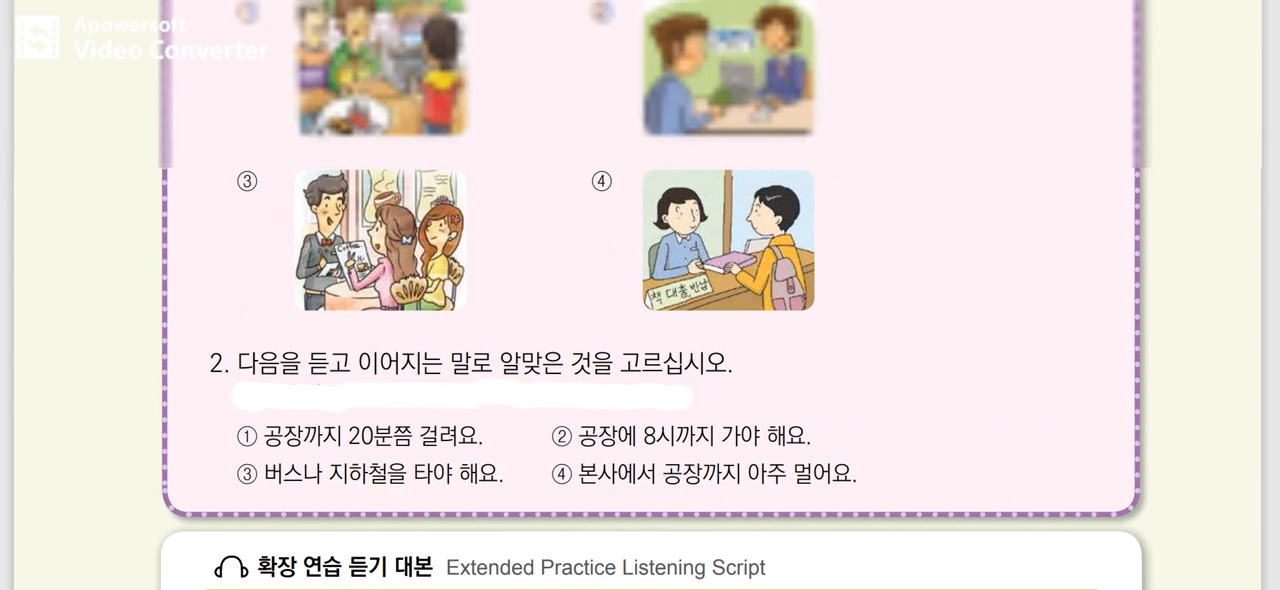 Apowersoft
Video Converter
① ②
③ ④
Coffee
책 대출, 반납
2. 다음을 듣고 이어지는 말로 알맞은 것을 고르십시오.
① 공장까지 20분쯤 걸려요. ② 공장에 8시까지 가야 해요.
③ 버스나 지하철을 타야 해요. ④ 본사에서 공장까지 아주 멀어요.
확장 연습 듣기 대본 Extended Practice Listening Script